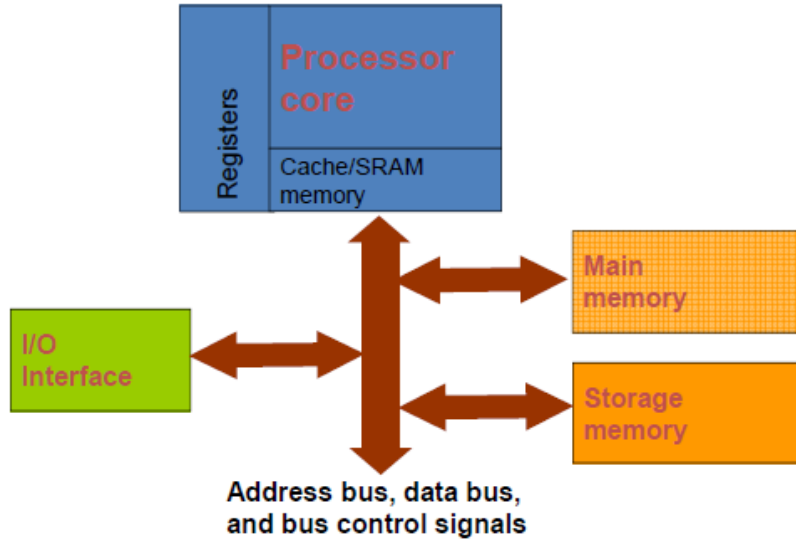 Registers
Processor
core
Cache/SRAM
memory
Main
memory
I/O
Interface
Storage
memory
Address bus, data bus,
and bus control signals